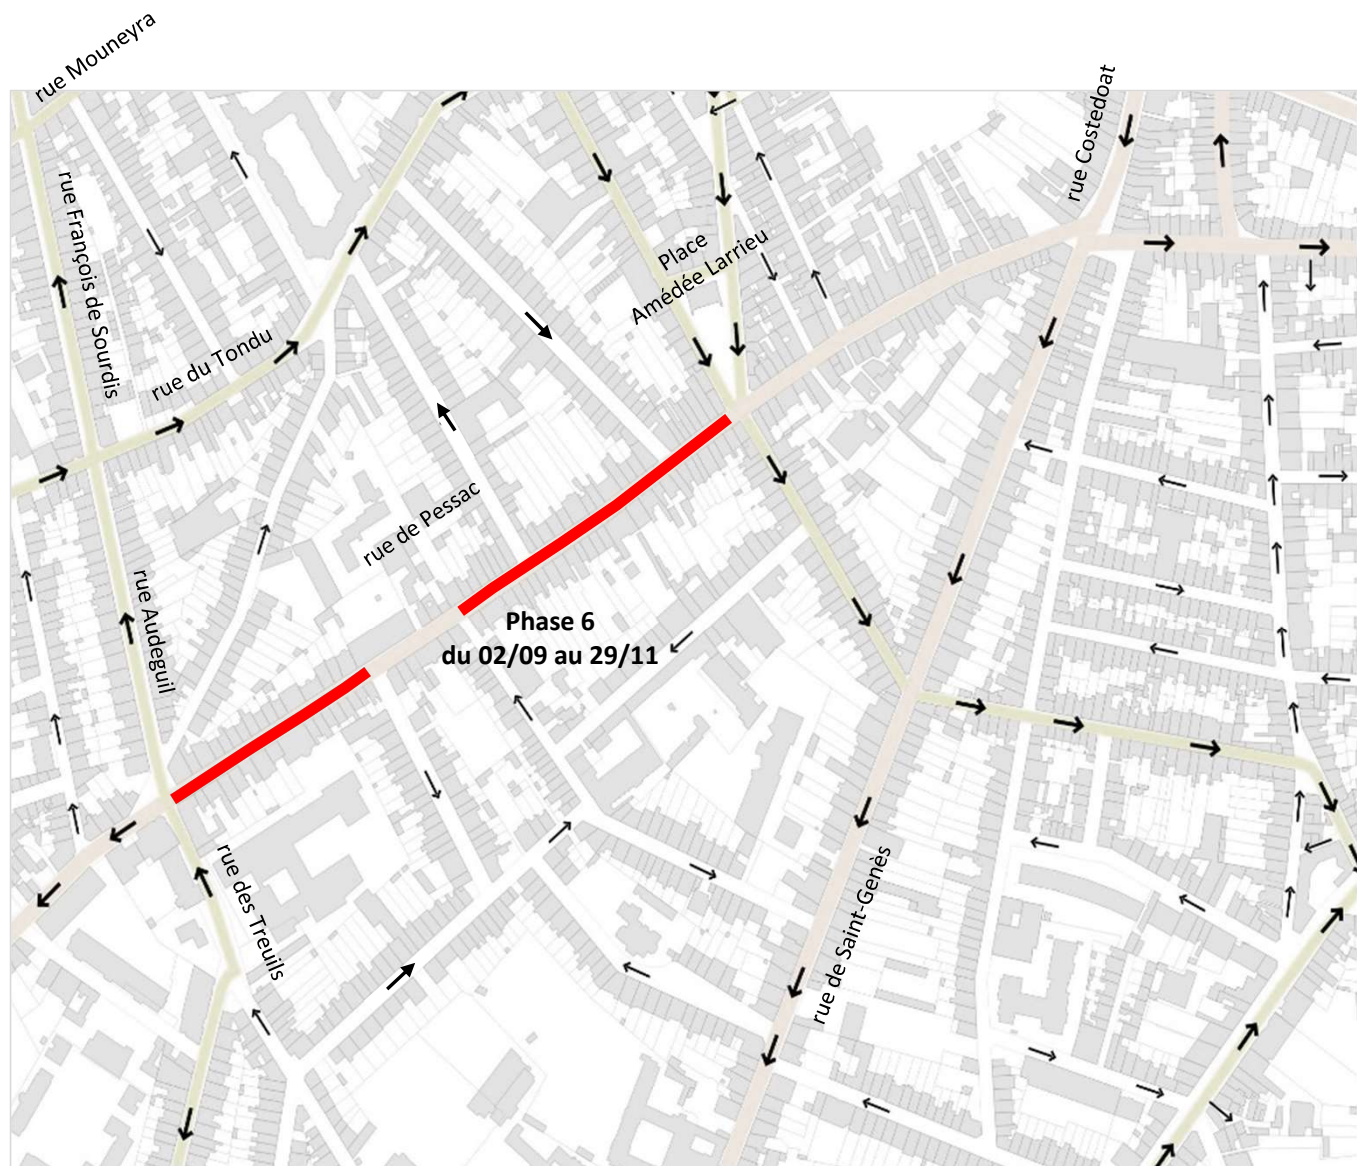 rue Mouneyra
rue Costedoat
rue François de Sourdis
Place
Amédée Larrieu
rue du Tondu
rue de Pessac
rue Audeguil
Phase 6
du 02/09 au 29/11
rue des Treuils
rue de Saint-Genès